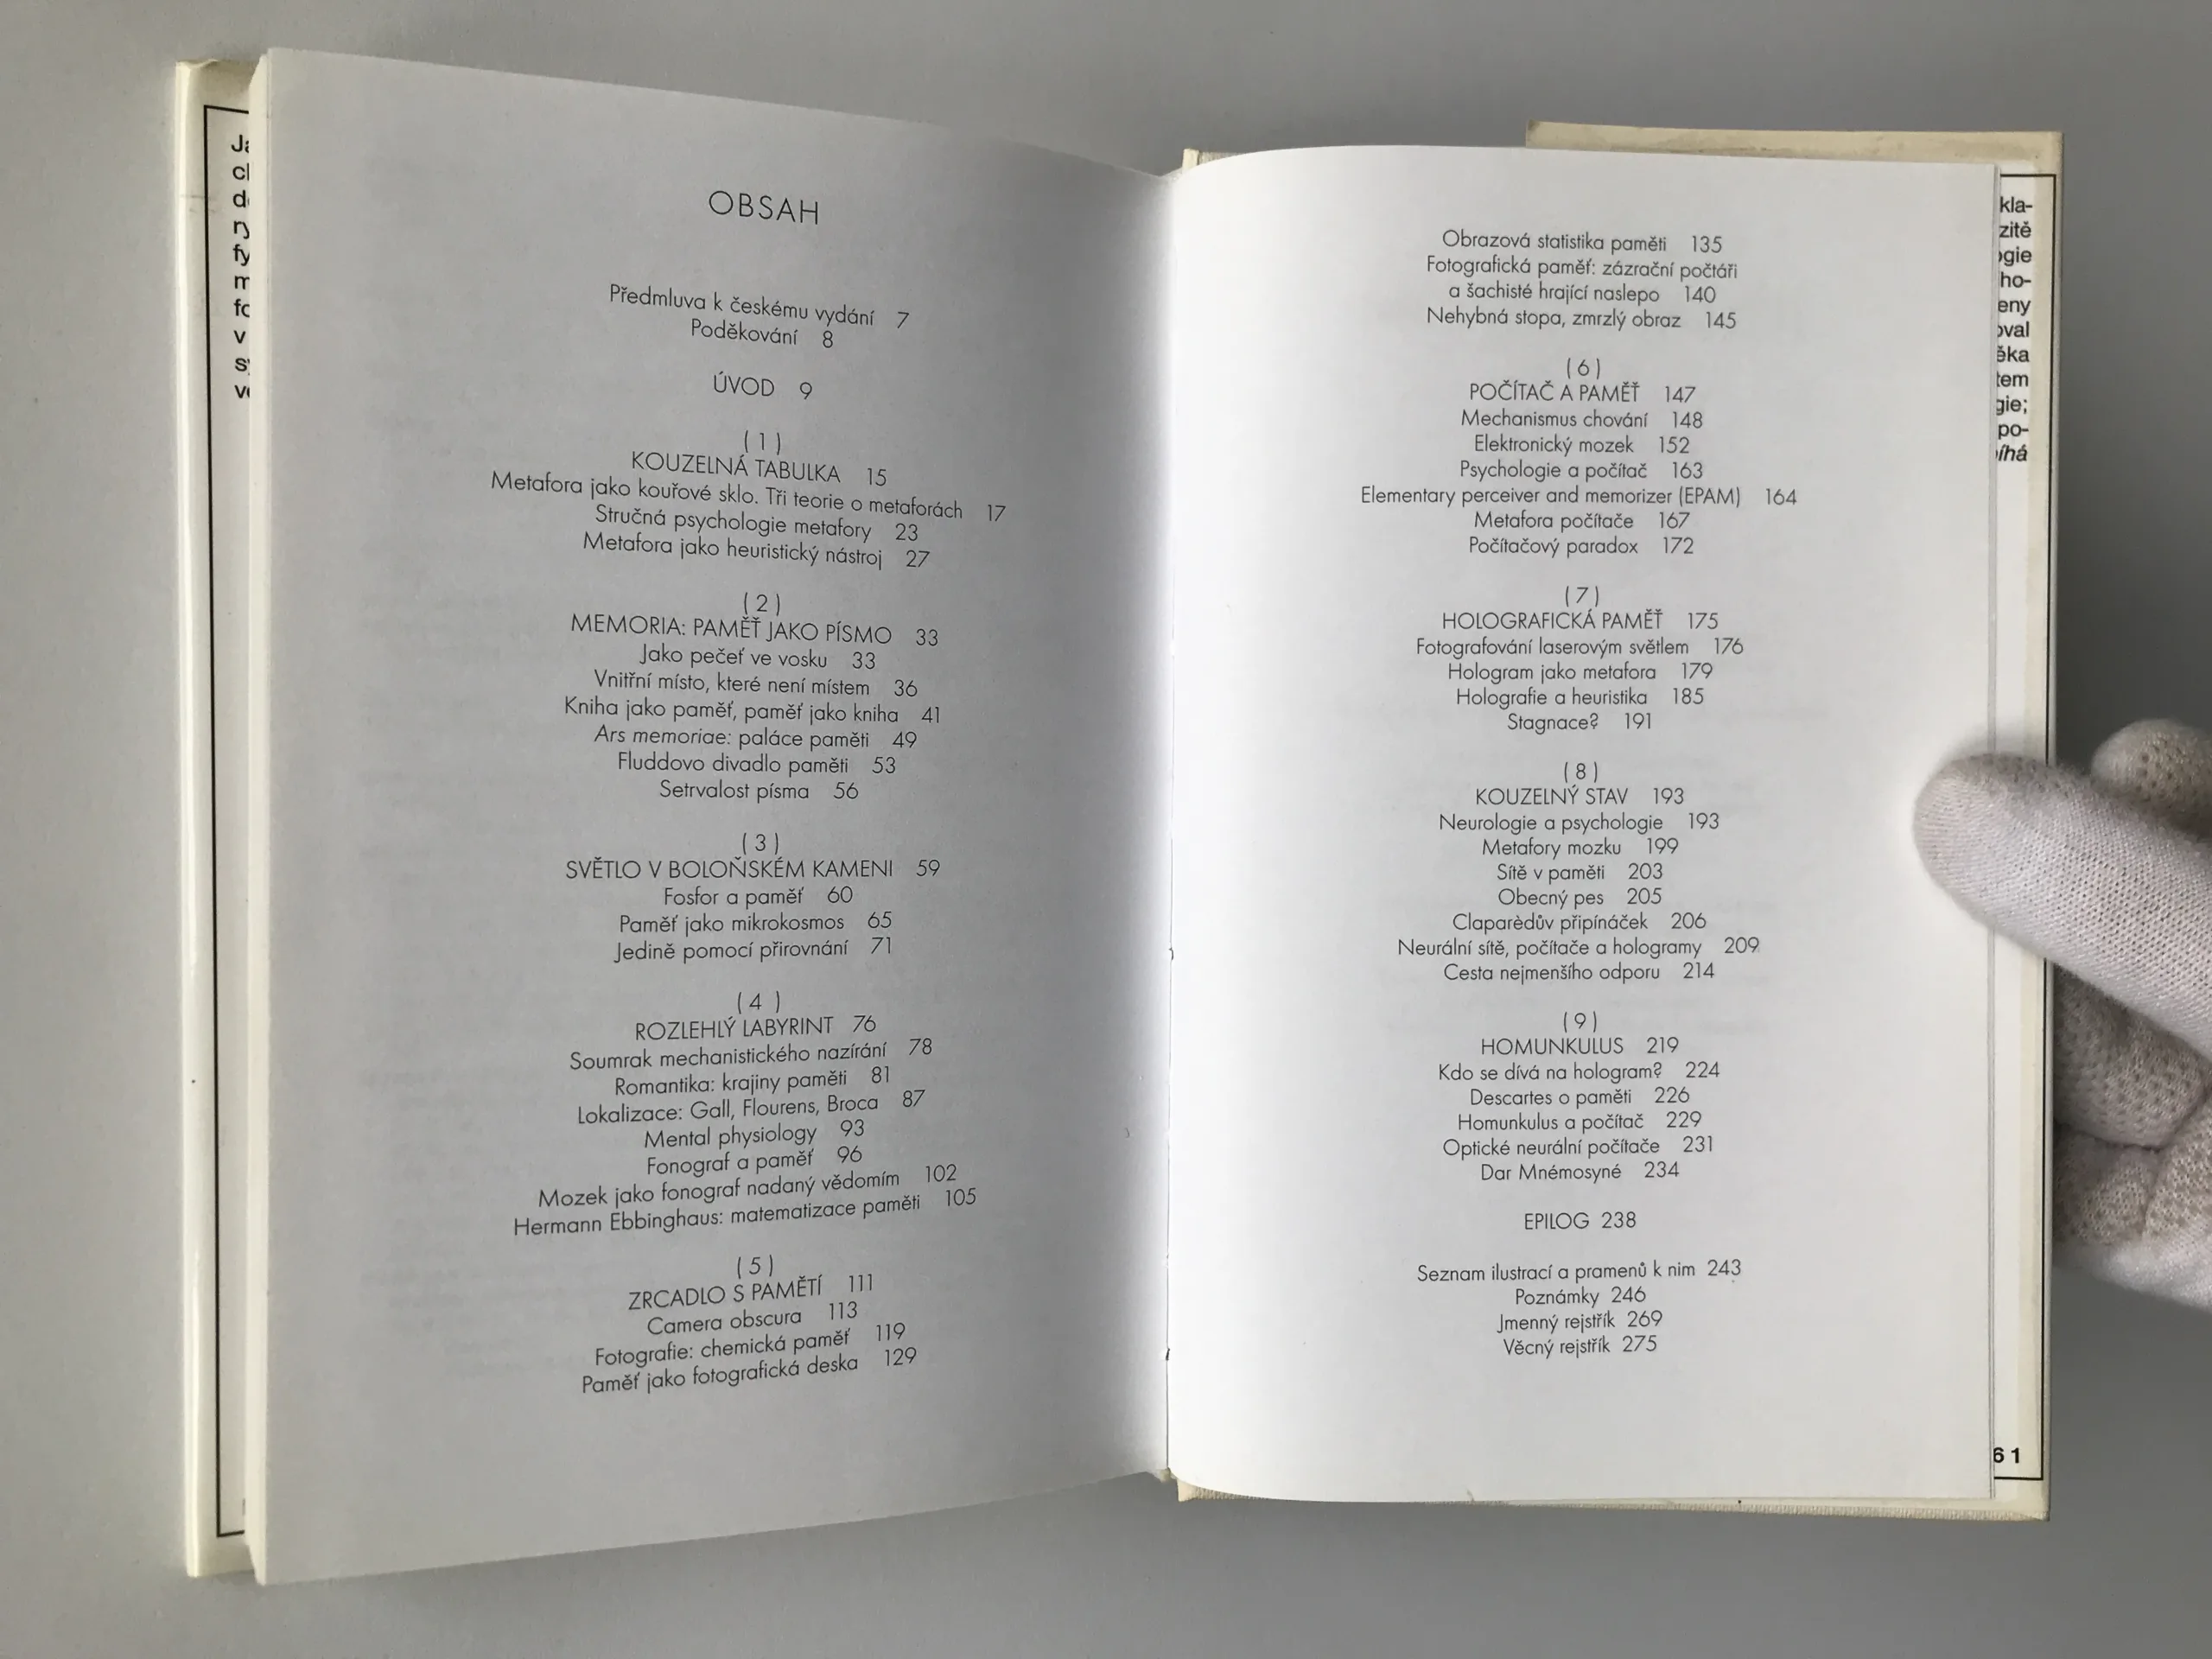 OBSAH
Předmluva k českému vydání 7
Poděkování 8
ÚVOD 9
(1)
KOUZELNÁ TABULKA 15
Metafora jako kouřové sklo. Tři teorie o metaforách 17
Stručná psychologie metafory 23
Metafora jako heuristický nástroj 27
(2)
MEMORIA: PAMĚŤ JAKO PÍSMO 33
Jako pečeť ve vosku 33
Vnitřní místo, které není místem 36
Kniha jako paměť, paměť jako kniha 41
Ars memoriae: paláce paměti 49
Fluddovo divadlo paměti 53
Setrvalost písma 56
(3)
SVĚTLO V BOLOŇSKÉM KAMENI 59
Fosfor a paměť 60
Paměť jako mikrokosmos 65
Jedině pomocí přirovnání 71
(4)
ROZLEHLÝ LABYRINT 76
Soumrak mechanistického nazírání 78
Romantika: krajiny paměti 81
Lokalizace: Gall, Flourens, Broca 87
Mental physiology 93
Fonograf a paměť 96
Mozek jako fonograf nadaný vědomím 102
Hermann Ebbinghaus: matematizace paměti 105
(5)
ZRCADLO S PAMĚTÍ 111
Camera obscura 113
Fotografie: chemická paměť 119
Paměť jako fotografická deska 129
Obrazová statistika paměti 135
Fotografická paměť: zázrační počtáři
a šachisté hrající naslepo 140
Nehybná stopa, zmrzlý obraz 145
(6)
POČÍTAČ A PAMĚŤ 147
Mechanismus chování 148
Elektronický mozek 152
Psychologie a počítač 163
Elementary perceiver and memorizer (EPAM) 164
Metafora počítače 167
Počítačový paradox 172
(7)
HOLOGRAFICKÁ PAMĚŤ 175
Fotografování laserovým světlem 176
Hologram jako metafora 179
Holografie a heuristika 185
Stagnace? 191
(8)
KOUZELNÝ STAV 193
Neurologie a psychologie 193
Metafory mozku 199
Sítě v paměti 203
Obecný pes 205
Claparèdův připínáček 206
Neurální sítě, počítače a hologramy 209
Cesta nejmenšího odporu 214
(9)
HOMUNKULUS 219
Kdo se dívá na hologram? 224
Descartes o paměti 226
Homunkulus a počítač 229
Optické neurální počítače 231
Dar Mnémosyné 234
EPILOG 238
Seznam ilustrací a pramenů k nim 243
Poznámky 246
Jmenný rejstřík 269
Věcný rejstřík 275